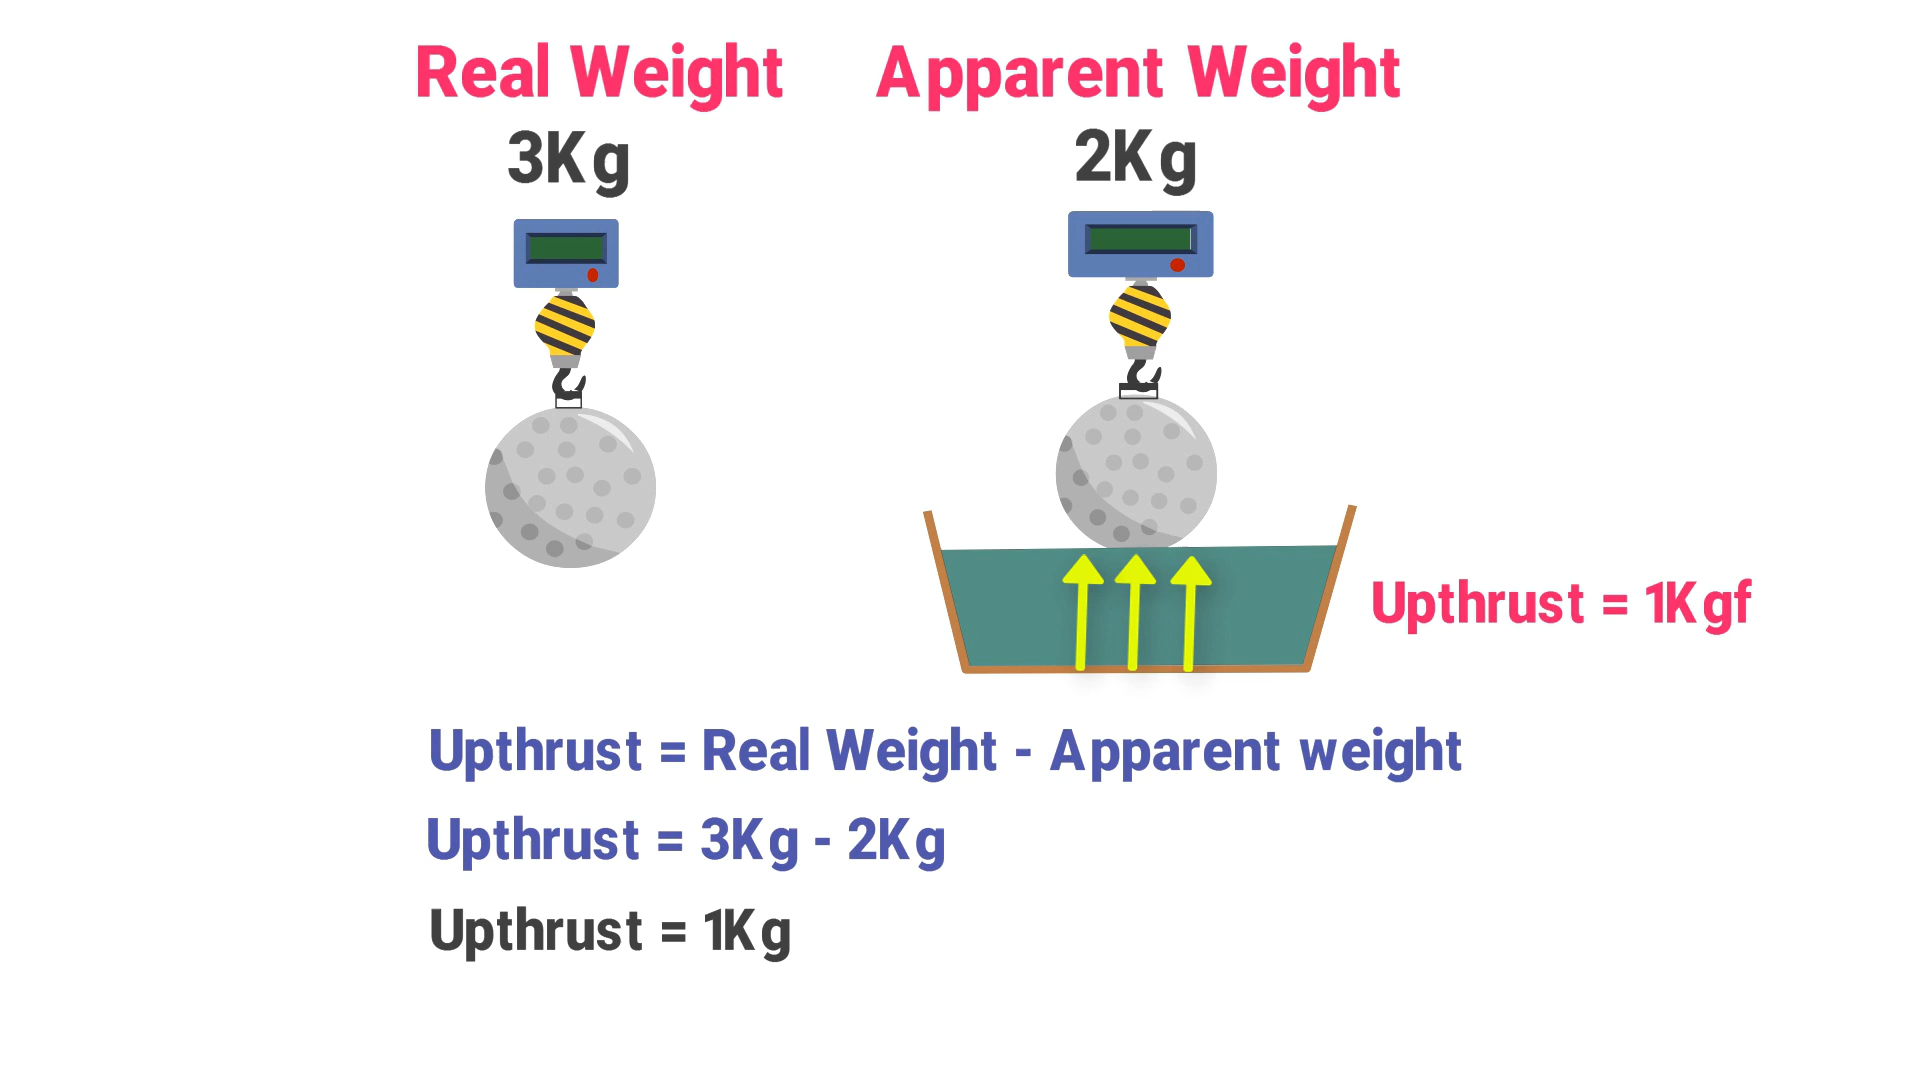 Real Weight
Apparent Weight
3Kg
2Kg
Upthrust = 1Kgf
Upthrust = Real Weight - Apparent weight
Upthrust = 3Kg - 2Kg
Upthrust = 1Kg